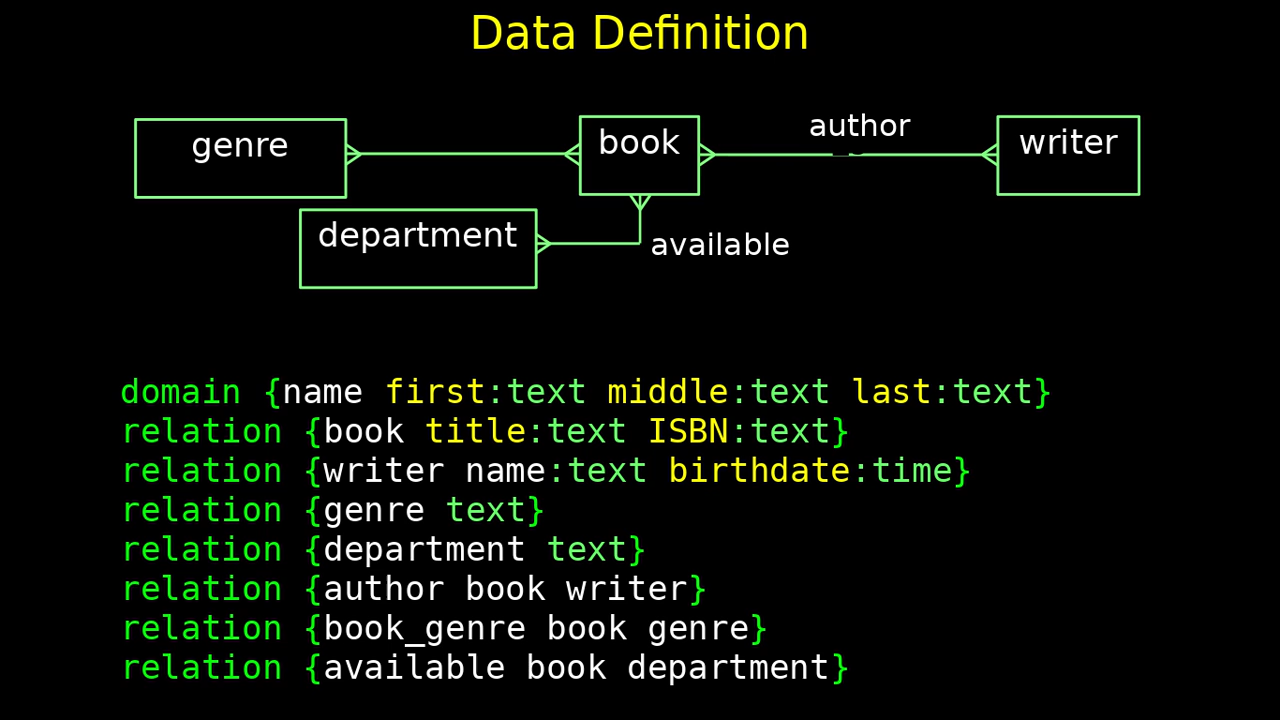 Data Definition
genre
book
author
writer
department
available
domain {name first:text middle:text last:text}
relation {book title:text ISBN:text}
relation {writer name:text birthdate:time}
relation {genre text}
relation {department text}
relation {author book writer}
relation {book_genre book genre}
relation {available book department}